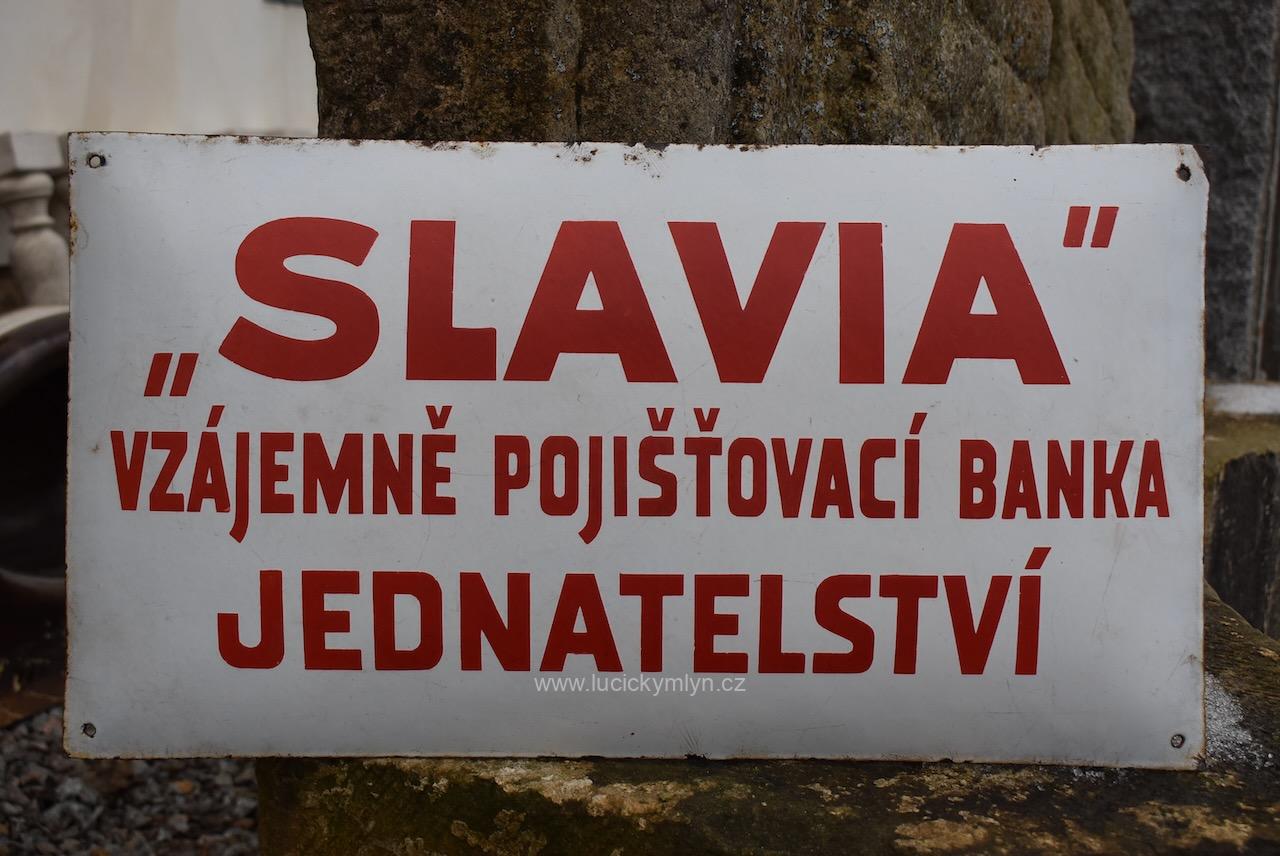 „SLAVIA"
VZÁJEMNĚ POJIŠŤOVACÍ BANKA
JEDNATELSTVÍ
www.lucickymlyn.cz